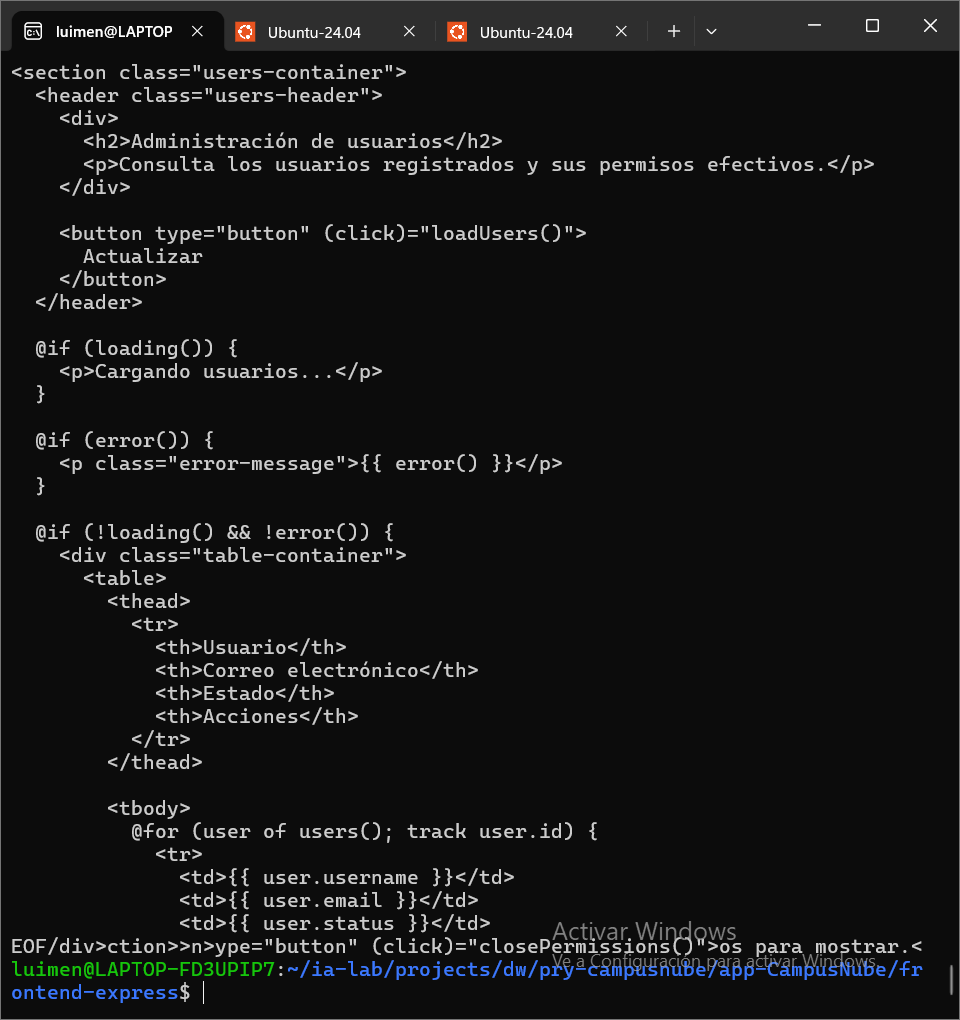 luimen@LAPTOP
Ubuntu-24.04
Ubuntu-24.04
<section class="users-container">
  <header class="users-header">
    <div>
      <h2>Administración de usuarios</h2>
      <p>Consulta los usuarios registrados y sus permisos efectivos.</p>
    </div>

    <button type="button" (click)="loadUsers()">
      Actualizar
    </button>
  </header>

  @if (loading()) {
    <p>Cargando usuarios...</p>
  }

  @if (error()) {
    <p class="error-message">{{ error() }}</p>
  }

  @if (!loading() && !error()) {
    <div class="table-container">
      <table>
        <thead>
          <tr>
            <th>Usuario</th>
            <th>Correo electrónico</th>
            <th>Estado</th>
            <th>Acciones</th>
          </tr>
        </thead>

        <tbody>
          @for (user of users(); track user.id) {
            <tr>
              <td>{{ user.username }}</td>
              <td>{{ user.email }}</td>
              <td>{{ user.status }}</td>
EOF/div>ction>>n>ype="button" (click)="closePermissions()">os para mostrar.<
luimen@LAPTOP-FD3UPIP7:~/ia-lab/projects/dw/pry-campusnube/app-CampusNube/fr
ontend-express$
Activar Windows
Ve a Configuración para activar Windows.